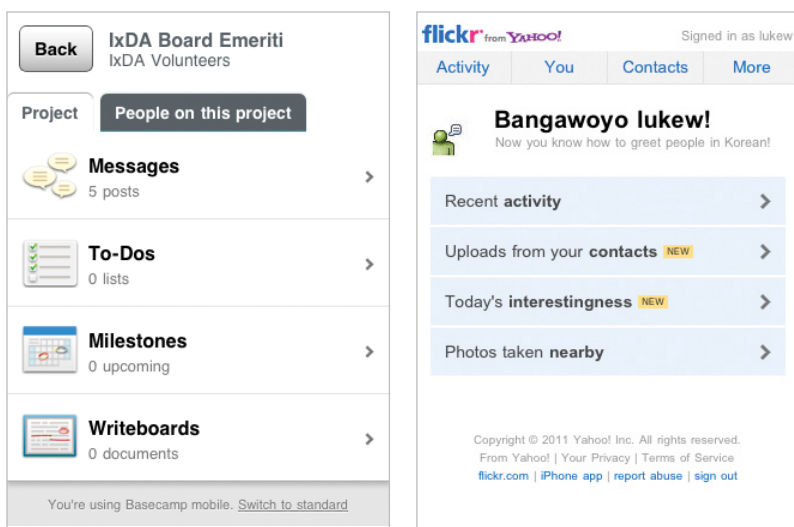 Back
IxDA Board Emeriti
IxDA Volunteers
Project
People on this project
Messages
5 posts
To-Dos
0 lists
Milestones
0 upcoming
Writeboards
0 documents
You're using Basecamp mobile. Switch to standard
flickr from YAHOO!
Signed in as lukew
Activity
You
Contacts
More
Bangawoyo lukew!
Now you know how to greet people in Korean!
Recent activity
Uploads from your contacts NEW
Today's interestingness NEW
Photos taken nearby
Copyright © 2011 Yahoo! Inc. All rights reserved.
From Yahoo! | Your Privacy | Terms of Service
flickr.com | iPhone app | report abuse | sign out